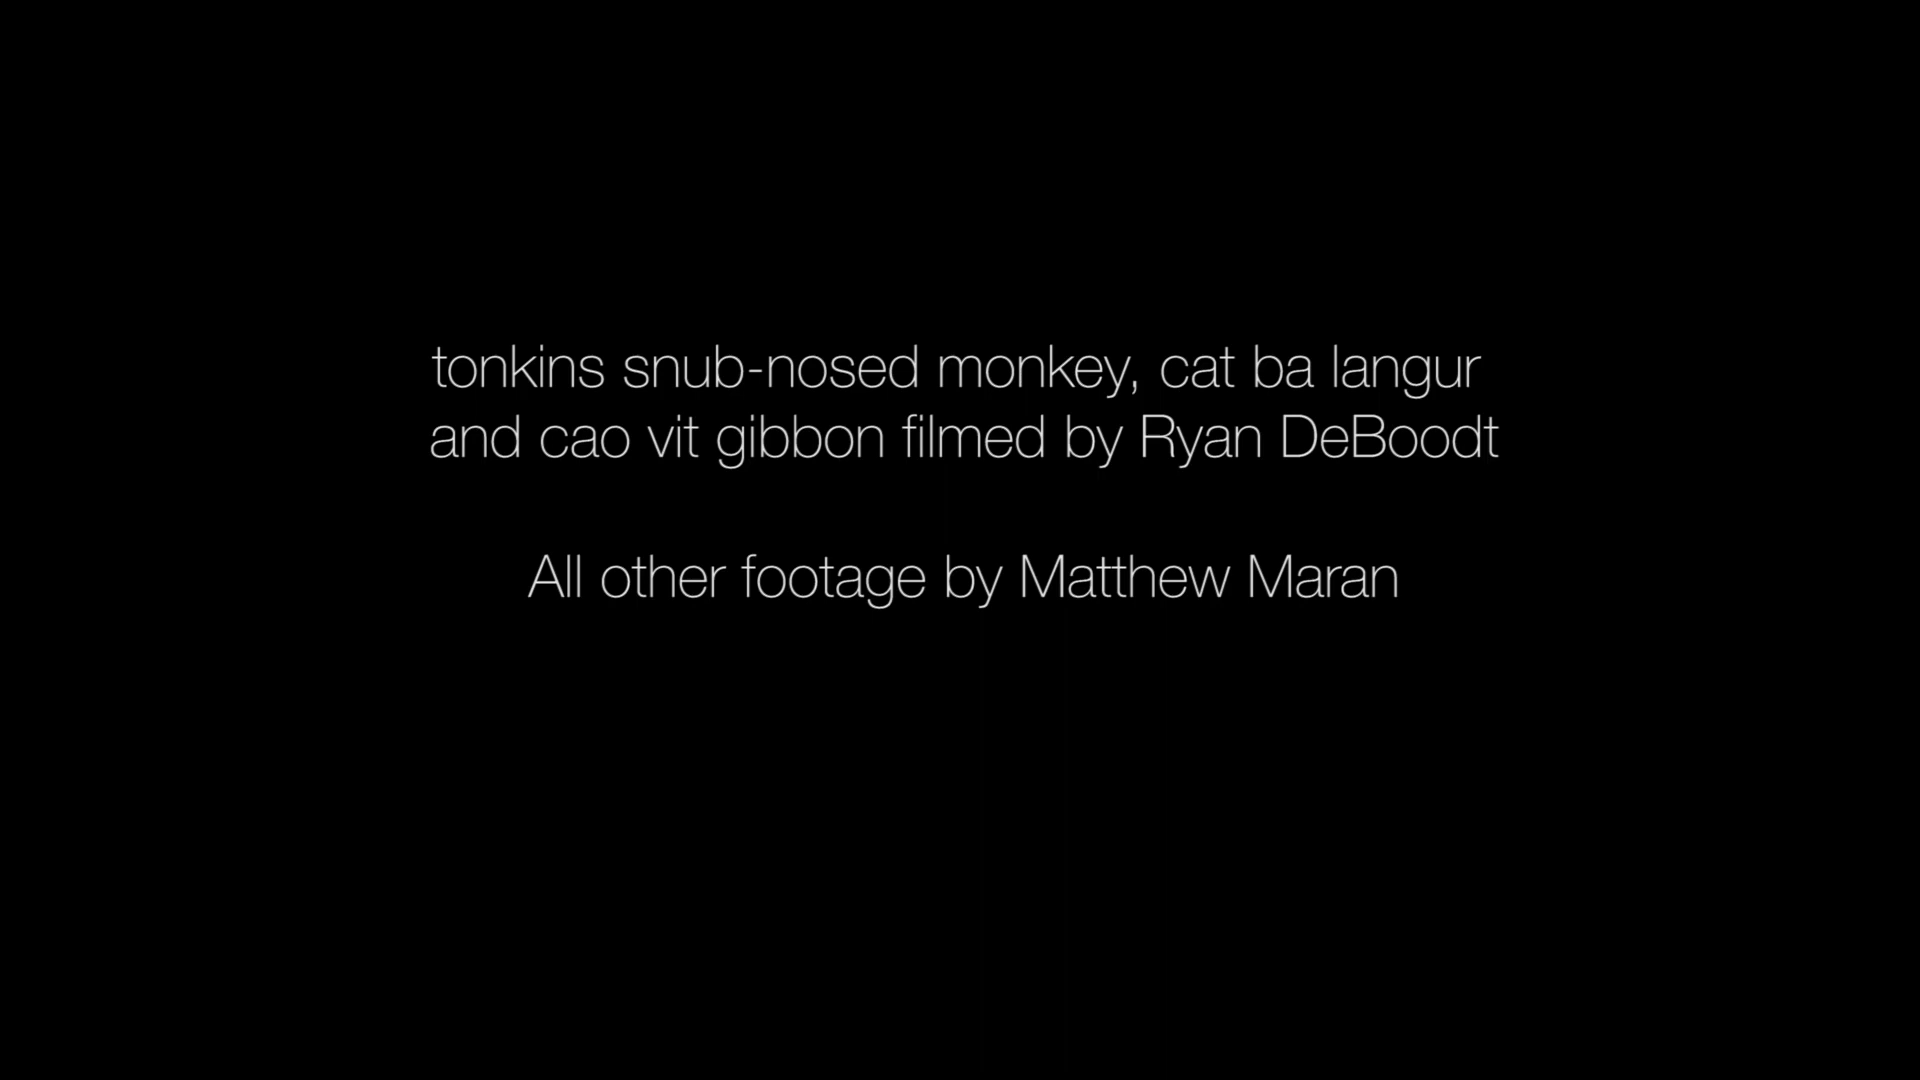 tonkins snub-nosed monkey, cat ba langur
and cao vit gibbon filmed by Ryan DeBoodt
All other footage by Matthew Maran